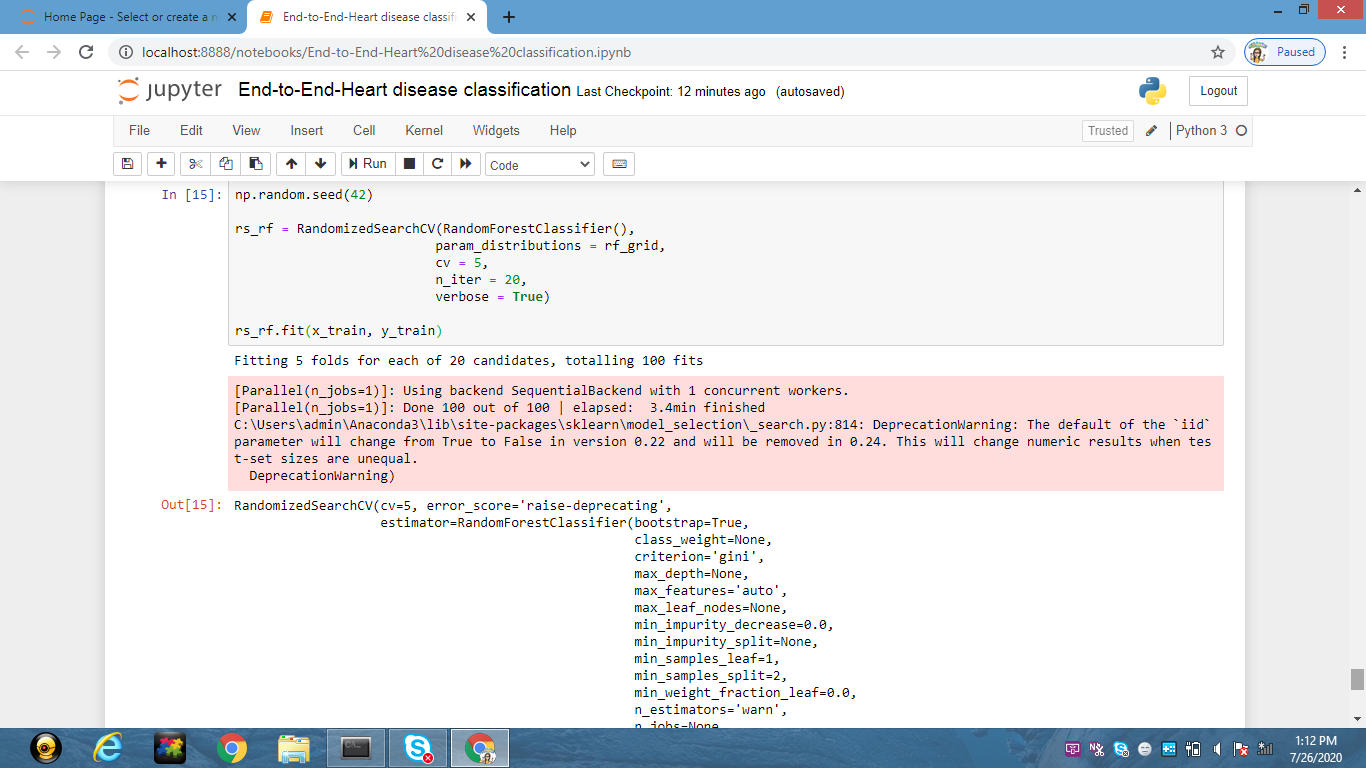 Home Page - Select or create a n
End-to-End-Heart disease classifi
localhost:8888/notebooks/End-to-End-Heart%20disease%20classification.ipynb
Paused
jupyter End-to-End-Heart disease classification Last Checkpoint: 12 minutes ago (autosaved)
Logout
File Edit View Insert Cell Kernel Widgets Help
Trusted
Python 3
Run
Code
In [15]: np.random.seed(42)
rs_rf = RandomizedSearchCV(RandomForestClassifier(),
param_distributions = rf_grid,
cv = 5,
n_iter = 20,
verbose = True)
rs_rf.fit(x_train, y_train)
Fitting 5 folds for each of 20 candidates, totalling 100 fits
[Parallel(n_jobs=1)]: Using backend SequentialBackend with 1 concurrent workers.
[Parallel(n_jobs=1)]: Done 100 out of 100 | elapsed:  3.4min finished
C:\Users\admin\Anaconda3\lib\site-packages\sklearn\model_selection\_search.py:814: DeprecationWarning: The default of the `iid`
parameter will change from True to False in version 0.22 and will be removed in 0.24. This will change numeric results when tes
t-set sizes are unequal.
DeprecationWarning)
Out[15]: RandomizedSearchCV(cv=5, error_score='raise-deprecating',
estimator=RandomForestClassifier(bootstrap=True,
class_weight=None,
criterion='gini',
max_depth=None,
max_features='auto',
max_leaf_nodes=None,
min_impurity_decrease=0.0,
min_impurity_split=None,
min_samples_leaf=1,
min_samples_split=2,
min_weight_fraction_leaf=0.0,
n_estimators='warn',
n_jobs=None
1:12 PM
7/26/2020